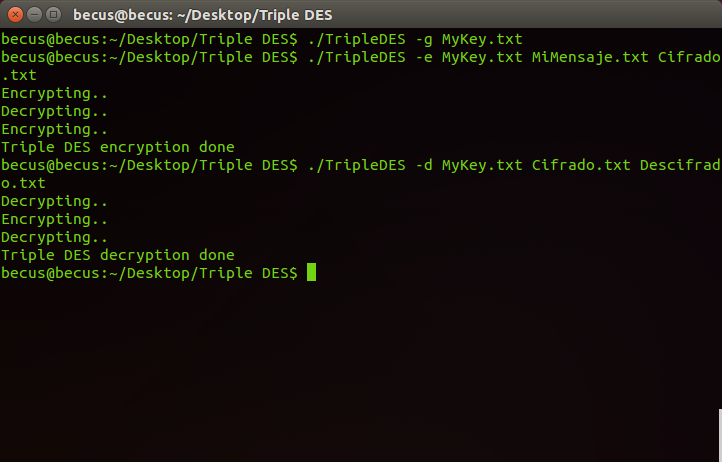 becus@becus: ~/Desktop/Triple DES
becus@becus:~/Desktop/Triple DES$ ./TripleDES -g MyKey.txt
becus@becus:~/Desktop/Triple DES$ ./TripleDES -e MyKey.txt MiMensaje.txt Cifrado
.txt
Encrypting..
Decrypting..
Encrypting..
Triple DES encryption done
becus@becus:~/Desktop/Triple DES$ ./TripleDES -d MyKey.txt Cifrado.txt Descifrad
o.txt
Decrypting..
Encrypting..
Decrypting..
Triple DES decryption done
becus@becus:~/Desktop/Triple DES$